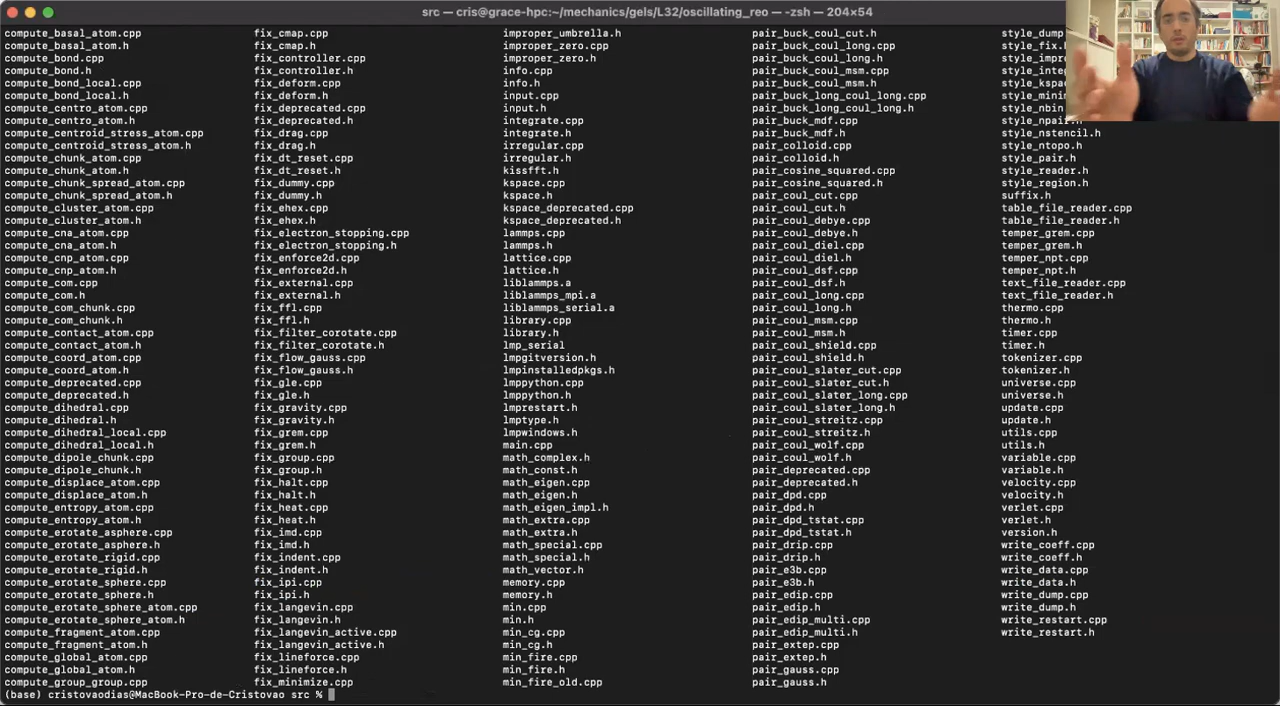 src — cris@grace-hpc:~/mechanics/gels/L32/oscillating_reo — -zsh — 204×54
compute_basal_atom.cpp fix_cmap.cpp improper_umbrella.h pair_buck_coul_cut.h style_dump
compute_basal_atom.h fix_cmap.h improper_zero.cpp pair_buck_coul_long.cpp style_fix.
compute_bond.cpp fix_controller.cpp improper_zero.h pair_buck_coul_long.h style_impr
compute_bond.h fix_controller.h info.cpp pair_buck_coul_msm.cpp style_inte
compute_bond_local.cpp fix_deform.cpp info.h pair_buck_coul_msm.h style_kspa
compute_bond_local.h fix_deform.h input.cpp pair_buck_long_coul_long.cpp style_mini
compute_centro_atom.cpp fix_deprecated.cpp input.h pair_buck_long_coul_long.h style_nbin
compute_centro_atom.h fix_deprecated.h integrate.cpp pair_buck_mdf.cpp style_npair.h
compute_centroid_stress_atom.cpp fix_drag.cpp integrate.h pair_buck_mdf.h style_nstencil.h
compute_centroid_stress_atom.h fix_drag.h irregular.cpp pair_colloid.cpp style_ntopo.h
compute_chunk_atom.cpp fix_dt_reset.cpp irregular.h pair_colloid.h style_pair.h
compute_chunk_atom.h fix_dt_reset.h kissfft.h pair_cosine_squared.cpp style_reader.h
compute_chunk_spread_atom.cpp fix_dummy.cpp kspace.cpp pair_cosine_squared.h style_region.h
compute_chunk_spread_atom.h fix_dummy.h kspace.h pair_coul_cut.cpp suffix.h
compute_cluster_atom.cpp fix_ehex.cpp kspace_deprecated.cpp pair_coul_cut.h table_file_reader.cpp
compute_cluster_atom.h fix_ehex.h kspace_deprecated.h pair_coul_debye.cpp table_file_reader.h
compute_cna_atom.cpp fix_electron_stopping.cpp lammps.cpp pair_coul_debye.h temper_grem.cpp
compute_cna_atom.h fix_electron_stopping.h lammps.h pair_coul_diel.cpp temper_grem.h
compute_cnp_atom.cpp fix_enforce2d.cpp lattice.cpp pair_coul_diel.h temper_npt.cpp
compute_cnp_atom.h fix_enforce2d.h lattice.h pair_coul_dsf.cpp temper_npt.h
compute_com.cpp fix_external.cpp liblammps.a pair_coul_dsf.h text_file_reader.cpp
compute_com.h fix_external.h liblammps_mpi.a pair_coul_long.cpp text_file_reader.h
compute_com_chunk.cpp fix_ffl.cpp liblammps_serial.a pair_coul_long.h thermo.cpp
compute_com_chunk.h fix_ffl.h library.cpp pair_coul_msm.cpp thermo.h
compute_contact_atom.cpp fix_filter_corotate.cpp library.h pair_coul_msm.h timer.cpp
compute_contact_atom.h fix_filter_corotate.h lmp_serial pair_coul_shield.cpp timer.h
compute_coord_atom.cpp fix_flow_gauss.cpp lmpgitversion.h pair_coul_shield.h tokenizer.cpp
compute_coord_atom.h fix_flow_gauss.h lmpinstalledpkgs.h pair_coul_slater_cut.cpp tokenizer.h
compute_deprecated.cpp fix_gle.cpp lmppython.cpp pair_coul_slater_cut.h universe.cpp
compute_deprecated.h fix_gle.h lmppython.h pair_coul_slater_long.cpp universe.h
compute_dihedral.cpp fix_gravity.cpp lmprestart.h pair_coul_slater_long.h update.cpp
compute_dihedral.h fix_gravity.h lmptype.h pair_coul_streitz.cpp update.h
compute_dihedral_local.cpp fix_grem.cpp lmpwindows.h pair_coul_streitz.h utils.cpp
compute_dihedral_local.h fix_grem.h main.cpp pair_coul_wolf.cpp utils.h
compute_dipole_chunk.cpp fix_group.cpp math_complex.h pair_coul_wolf.h variable.cpp
compute_dipole_chunk.h fix_group.h math_const.h pair_deprecated.cpp variable.h
compute_displace_atom.cpp fix_halt.cpp math_eigen.cpp pair_deprecated.h velocity.cpp
compute_displace_atom.h fix_halt.h math_eigen.h pair_dpd.cpp velocity.h
compute_entropy_atom.cpp fix_heat.cpp math_eigen_impl.h pair_dpd.h verlet.cpp
compute_entropy_atom.h fix_heat.h math_extra.cpp pair_dpd_tstat.cpp verlet.h
compute_erotate_asphere.cpp fix_imd.cpp math_extra.h pair_dpd_tstat.h version.h
compute_erotate_asphere.h fix_imd.h math_special.cpp pair_drip.cpp write_coeff.cpp
compute_erotate_rigid.cpp fix_indent.cpp math_special.h pair_drip.h write_coeff.h
compute_erotate_rigid.h fix_indent.h math_vector.h pair_e3b.cpp write_data.cpp
compute_erotate_sphere.cpp fix_ipi.cpp memory.cpp pair_e3b.h write_data.h
compute_erotate_sphere.h fix_ipi.h memory.h pair_edip.cpp write_dump.cpp
compute_erotate_sphere_atom.cpp fix_langevin.cpp min.cpp pair_edip.h write_dump.h
compute_erotate_sphere_atom.h fix_langevin.h min.h pair_edip_multi.cpp write_restart.cpp
compute_fragment_atom.cpp fix_langevin_active.cpp min_cg.cpp pair_edip_multi.h write_restart.h
compute_fragment_atom.h fix_langevin_active.h min_cg.h pair_extep.cpp
compute_global_atom.cpp fix_lineforce.cpp min_fire.cpp pair_extep.h
compute_global_atom.h fix_lineforce.h min_fire.h pair_gauss.cpp
compute_group_group.cpp fix_minimize.cpp min_fire_old.cpp pair_gauss.h
(base) cristovaodias@MacBook-Pro-de-Cristovao src %